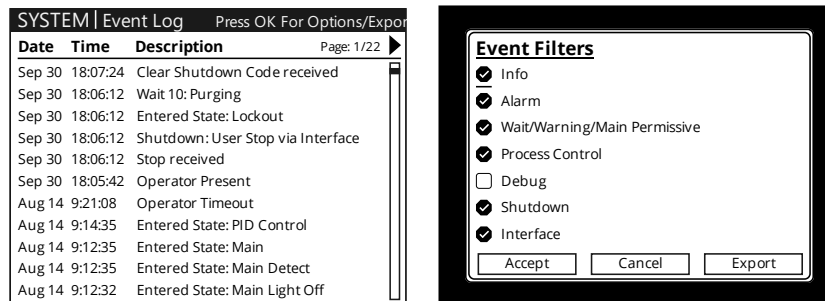 SYSTEM | Event Log Press OK For Options/Expor
Date Time Description Page: 1/22
Sep 30 18:07:24 Clear Shutdown Code received
Sep 30 18:06:12 Wait 10: Purging
Sep 30 18:06:12 Entered State: Lockout
Sep 30 18:06:12 Shutdown: User Stop via Interface
Sep 30 18:06:12 Stop received
Sep 30 18:05:42 Operator Present
Aug 14 9:21:08 Operator Timeout
Aug 14 9:14:35 Entered State: PID Control
Aug 14 9:12:35 Entered State: Main
Aug 14 9:12:35 Entered State: Main Detect
Aug 14 9:12:32 Entered State: Main Light Off
Event Filters
Info
Alarm
Wait/Warning/Main Permissive
Process Control
Debug
Shutdown
Interface
Accept Cancel Export